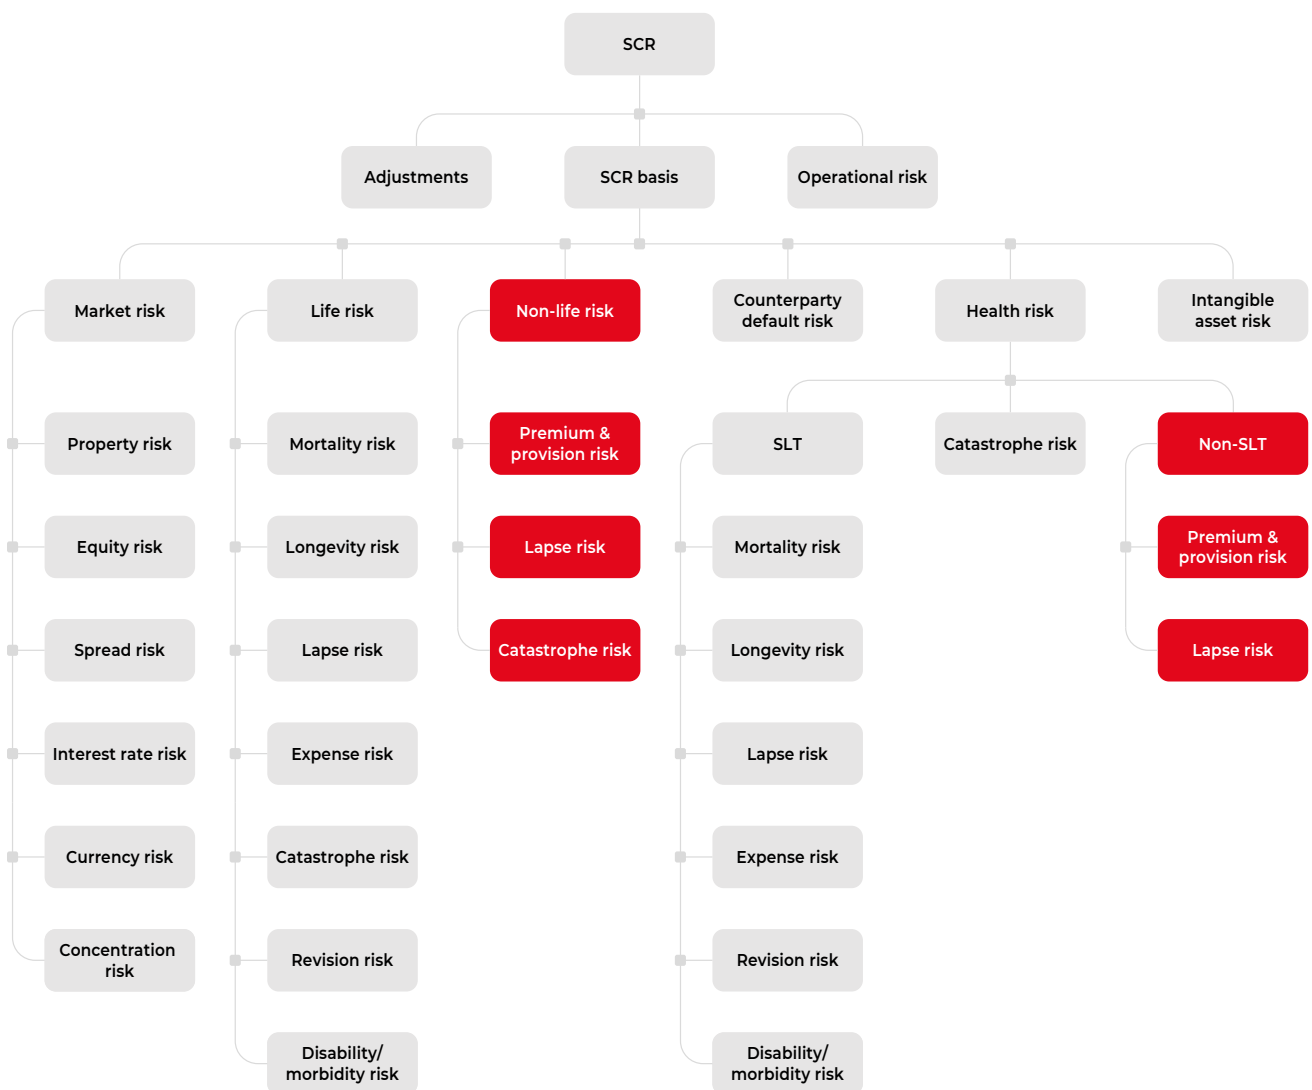 SCR
Adjustments
SCR basis
Operational risk
Market risk
Life risk
Non-life risk
Counterparty
default risk
Health risk
Intangible
asset risk
Property risk
Mortality risk
Premium &
provision risk
SLT
Catastrophe risk
Non-SLT
Equity risk
Longevity risk
Lapse risk
Mortality risk
Premium &
provision risk
Spread risk
Lapse risk
Catastrophe risk
Longevity risk
Lapse risk
Interest rate risk
Expense risk
Lapse risk
Currency risk
Catastrophe risk
Expense risk
Concentration
risk
Revision risk
Revision risk
Disability/
morbidity risk
Disability/
morbidity risk